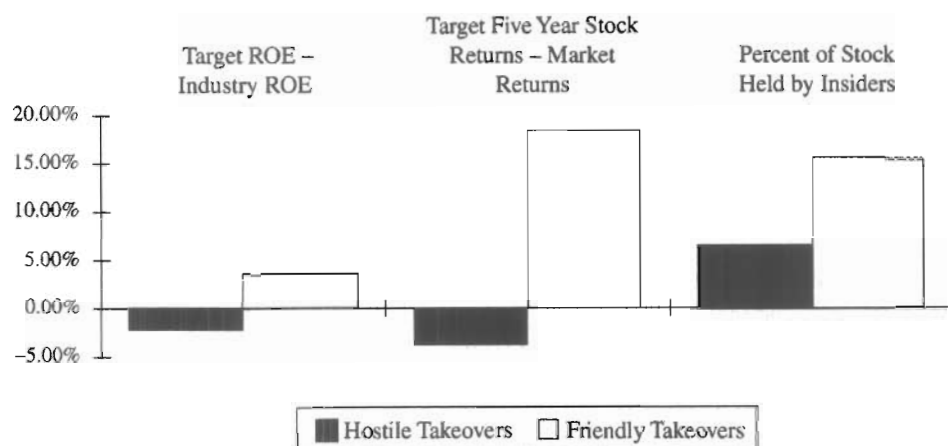 Target ROE –
Industry ROE
Target Five Year Stock
Returns – Market
Returns
Percent of Stock
Held by Insiders
20.00%
15.00%
10.00%
5.00%
0.00%
–5.00%
Hostile Takeovers
Friendly Takeovers